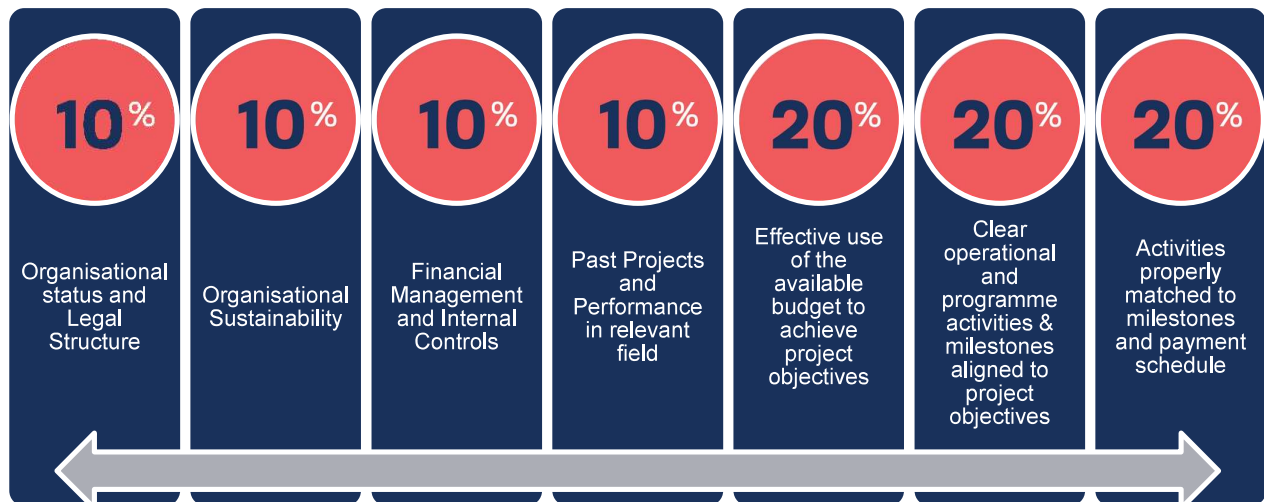 10%
Organisational
status and
Legal
Structure
10%
Organisational
Sustainability
10%
Financial
Management
and Internal
Controls
10%
Past Projects
and
Performance
in relevant
field
20%
Effective use
of the
available
budget to
achieve
project
objectives
20%
Clear
operational
and
programme
activities &
milestones
aligned to
project
objectives
20%
Activities
properly
matched to
milestones
and payment
schedule